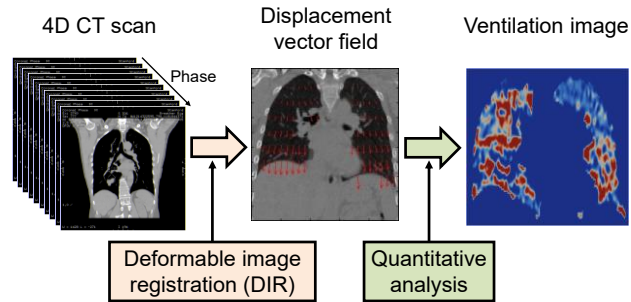 4D CT scan
Displacement
vector field
Ventilation image
Phase
Deformable image
registration (DIR)
Quantitative
analysis